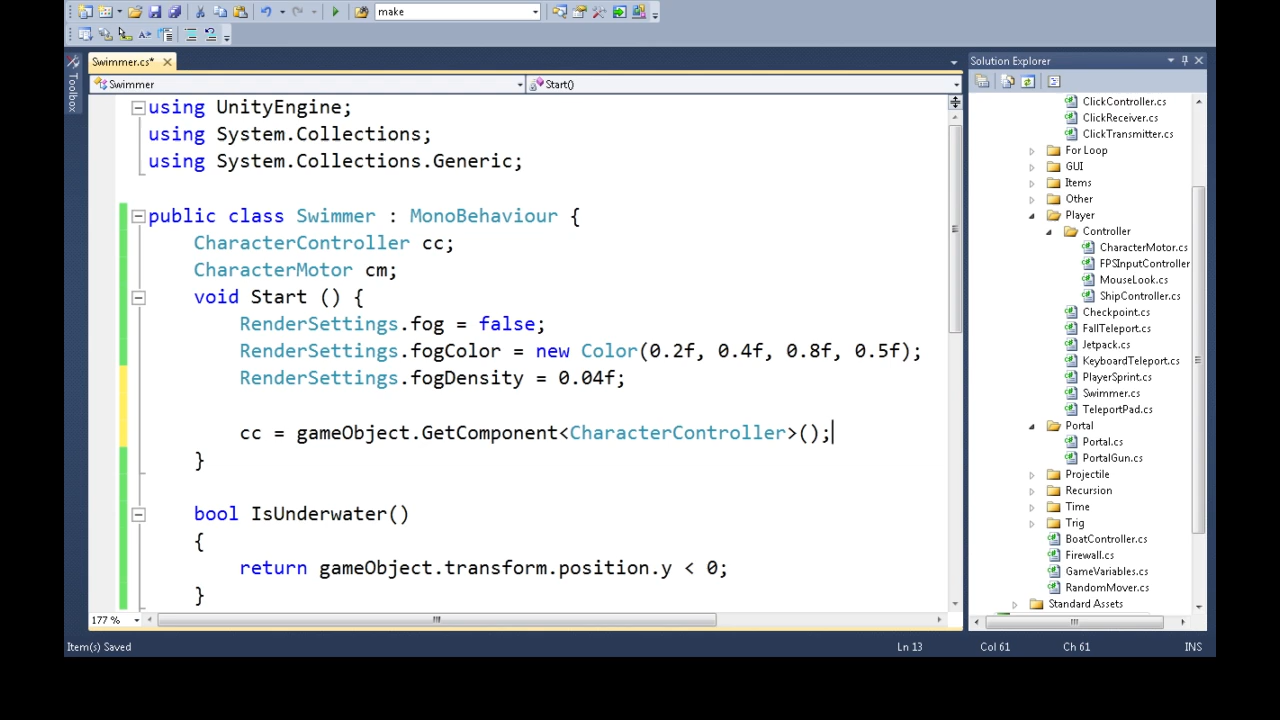 make
Swimmer.cs*
Solution Explorer
Toolbox
Swimmer
Start()
using UnityEngine;
using System.Collections;
using System.Collections.Generic;
public class Swimmer : MonoBehaviour {
CharacterController cc;
CharacterMotor cm;
void Start () {
RenderSettings.fog = false;
RenderSettings.fogColor = new Color(0.2f, 0.4f, 0.8f, 0.5f);
RenderSettings.fogDensity = 0.04f;
cc = gameObject.GetComponent<CharacterController>();
}
bool IsUnderwater()
{
return gameObject.transform.position.y < 0;
}
177 %
ClickController.cs
ClickReceiver.cs
ClickTransmitter.cs
For Loop
GUI
Items
Other
Player
Controller
CharacterMotor.cs
FPSInputController
MouseLook.cs
ShipController.cs
Checkpoint.cs
FallTeleport.cs
Jetpack.cs
KeyboardTeleport.cs
PlayerSprint.cs
Swimmer.cs
TeleportPad.cs
Portal
Portal.cs
PortalGun.cs
Projectile
Recursion
Time
Trig
BoatController.cs
Firewall.cs
GameVariables.cs
RandomMover.cs
Standard Assets
Item(s) Saved
Ln 13
Col 61
Ch 61
INS